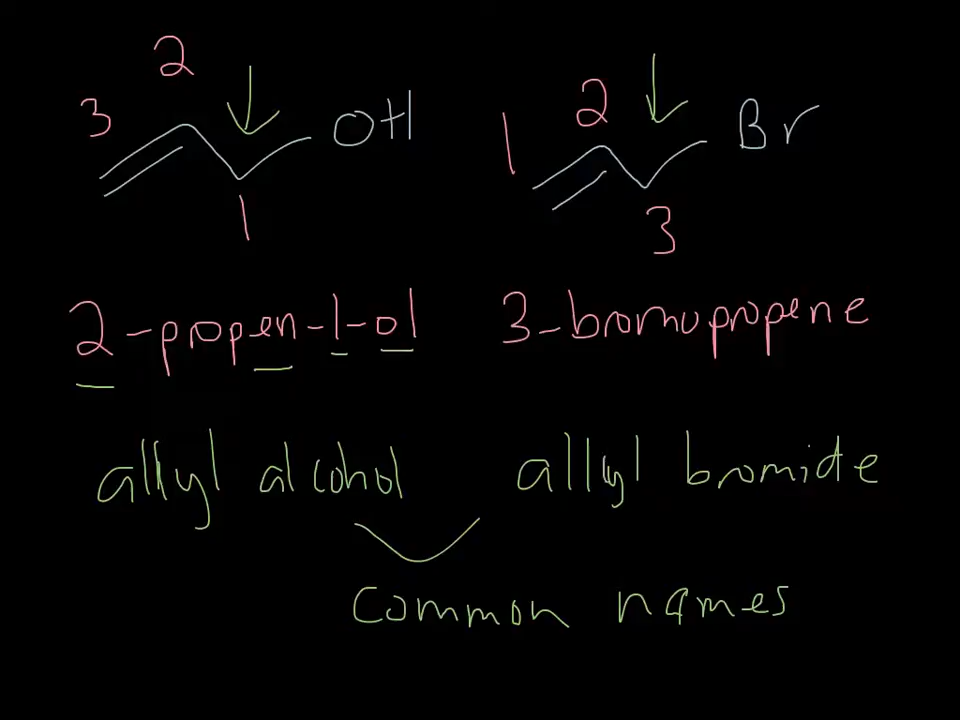 2
3
OH
1
1
2
Br
3
2-propen-1-ol
3-bromopropene
allyl alcohol
allyl bromide
common names